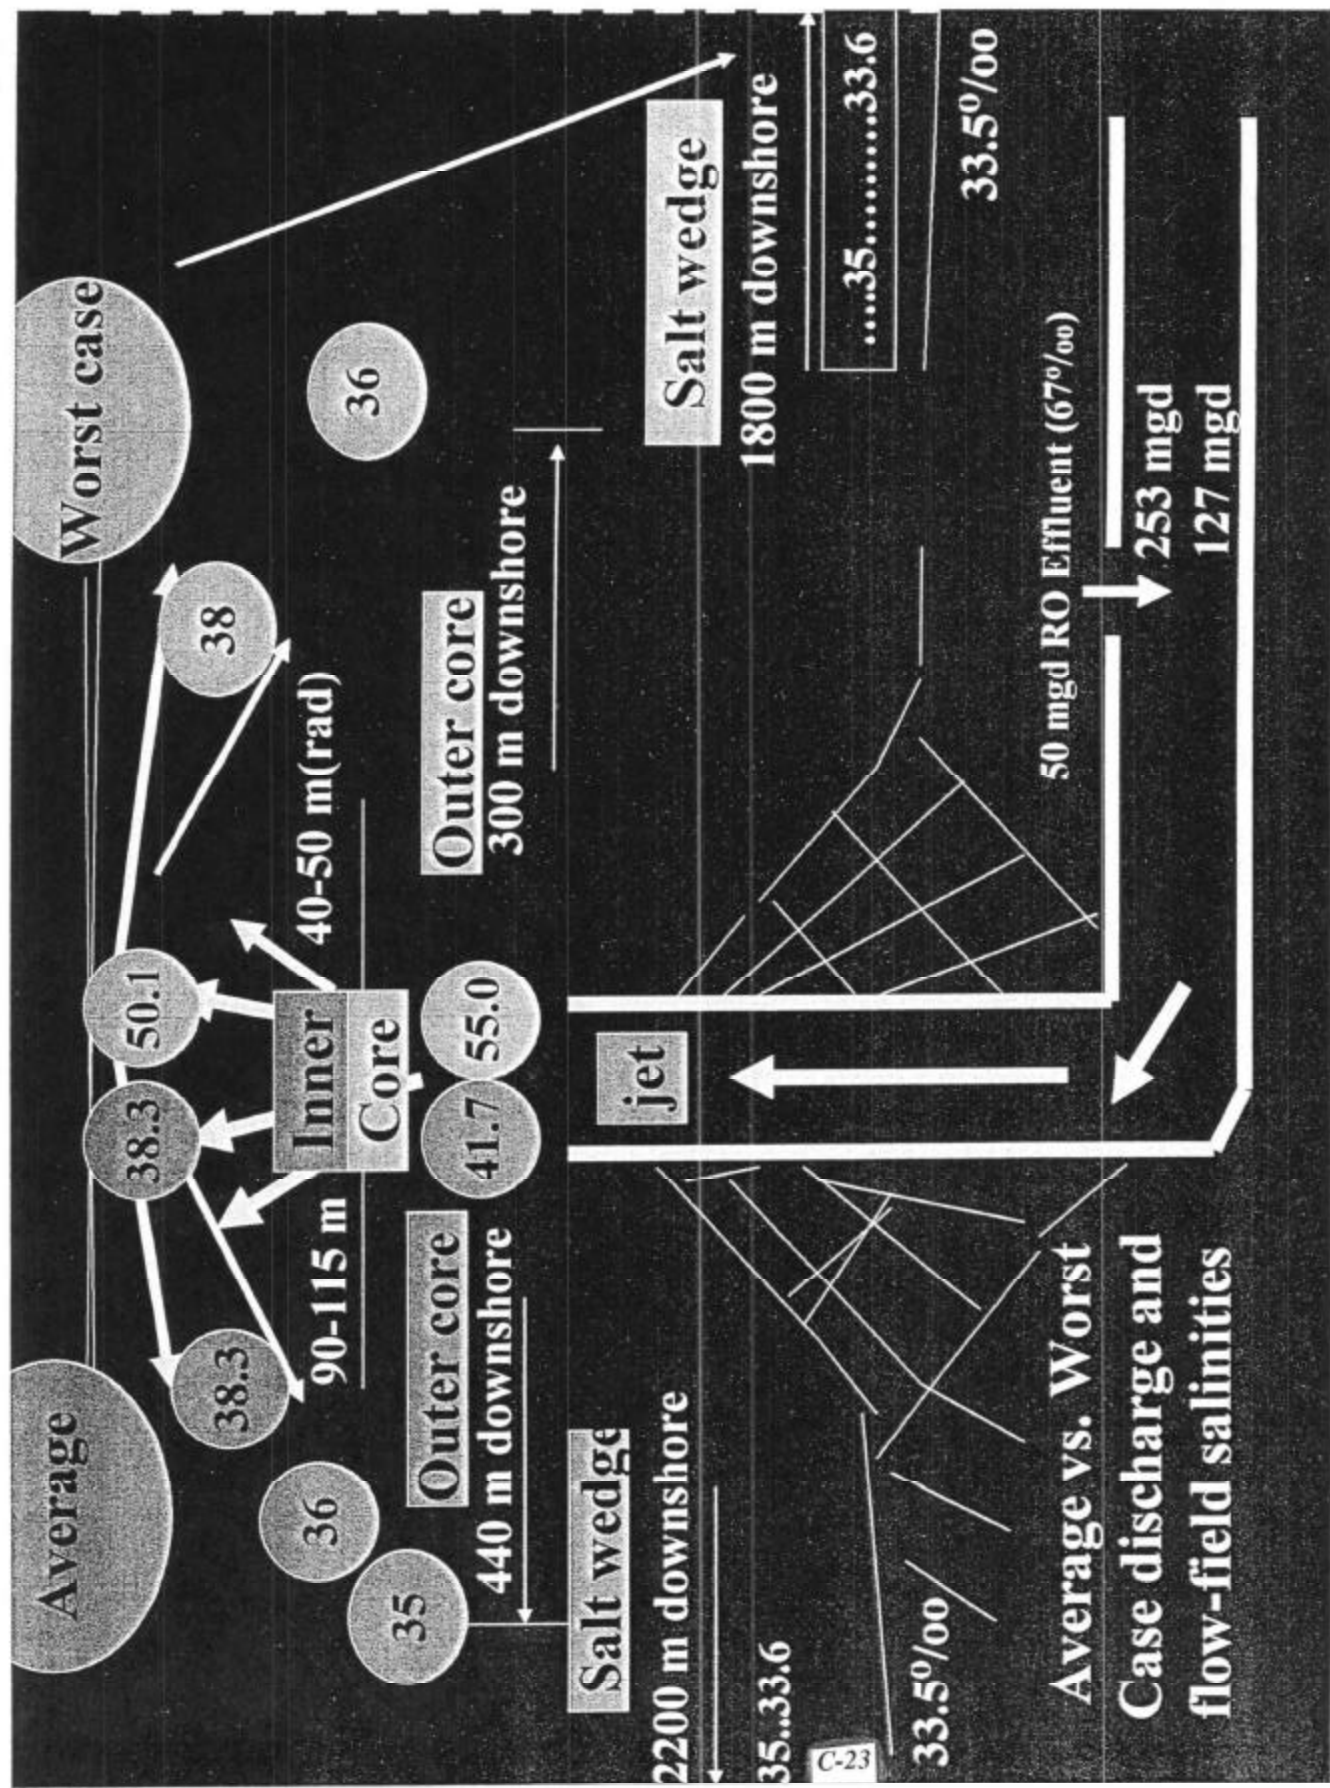 Average
Worst case
38.3
50.1
38.3
38
36
36
35
Inner
Core
90-115 m
40-50 m(rad)
41.7
55.0
Outer core
440 m downshore
Outer core
300 m downshore
jet
Salt wedge
2200 m downshore
35..33.6
33.5⁰/₀₀
Salt wedge
1800 m downshore
....35...........33.6
33.5⁰/₀₀
50 mgd RO Effluent (67⁰/₀₀)
253 mgd
127 mgd
Average vs. Worst
Case discharge and
flow-field salinities
C-23